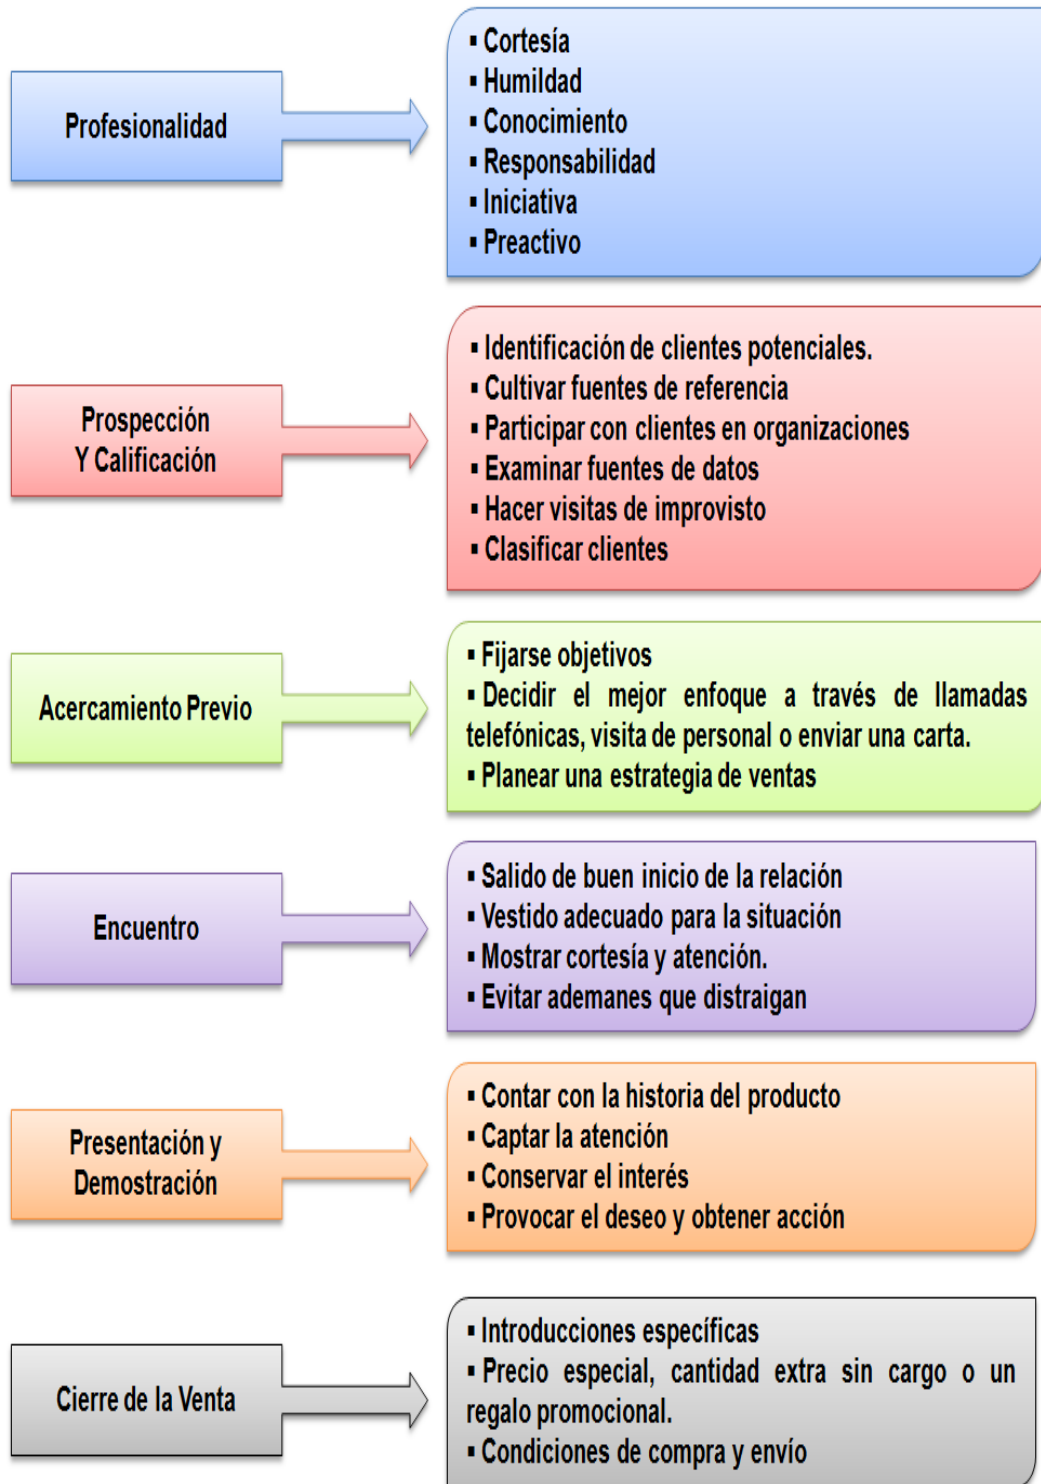 Profesionalidad
▪ Cortesía
▪ Humildad
▪ Conocimiento
▪ Responsabilidad
▪ Iniciativa
▪ Preactivo
Prospección
Y Calificación
▪ Identificación de clientes potenciales.
▪ Cultivar fuentes de referencia
▪ Participar con clientes en organizaciones
▪ Examinar fuentes de datos
▪ Hacer visitas de improvisto
▪ Clasificar clientes
Acercamiento Previo
▪ Fijarse objetivos
▪ Decidir el mejor enfoque a través de llamadas
telefónicas, visita de personal o enviar una carta.
▪ Planear una estrategia de ventas
Encuentro
▪ Salido de buen inicio de la relación
▪ Vestido adecuado para la situación
▪ Mostrar cortesía y atención.
▪ Evitar ademanes que distraigan
Presentación y
Demostración
▪ Contar con la historia del producto
▪ Captar la atención
▪ Conservar el interés
▪ Provocar el deseo y obtener acción
Cierre de la Venta
▪ Introducciones específicas
▪ Precio especial, cantidad extra sin cargo o un
regalo promocional.
▪ Condiciones de compra y envío